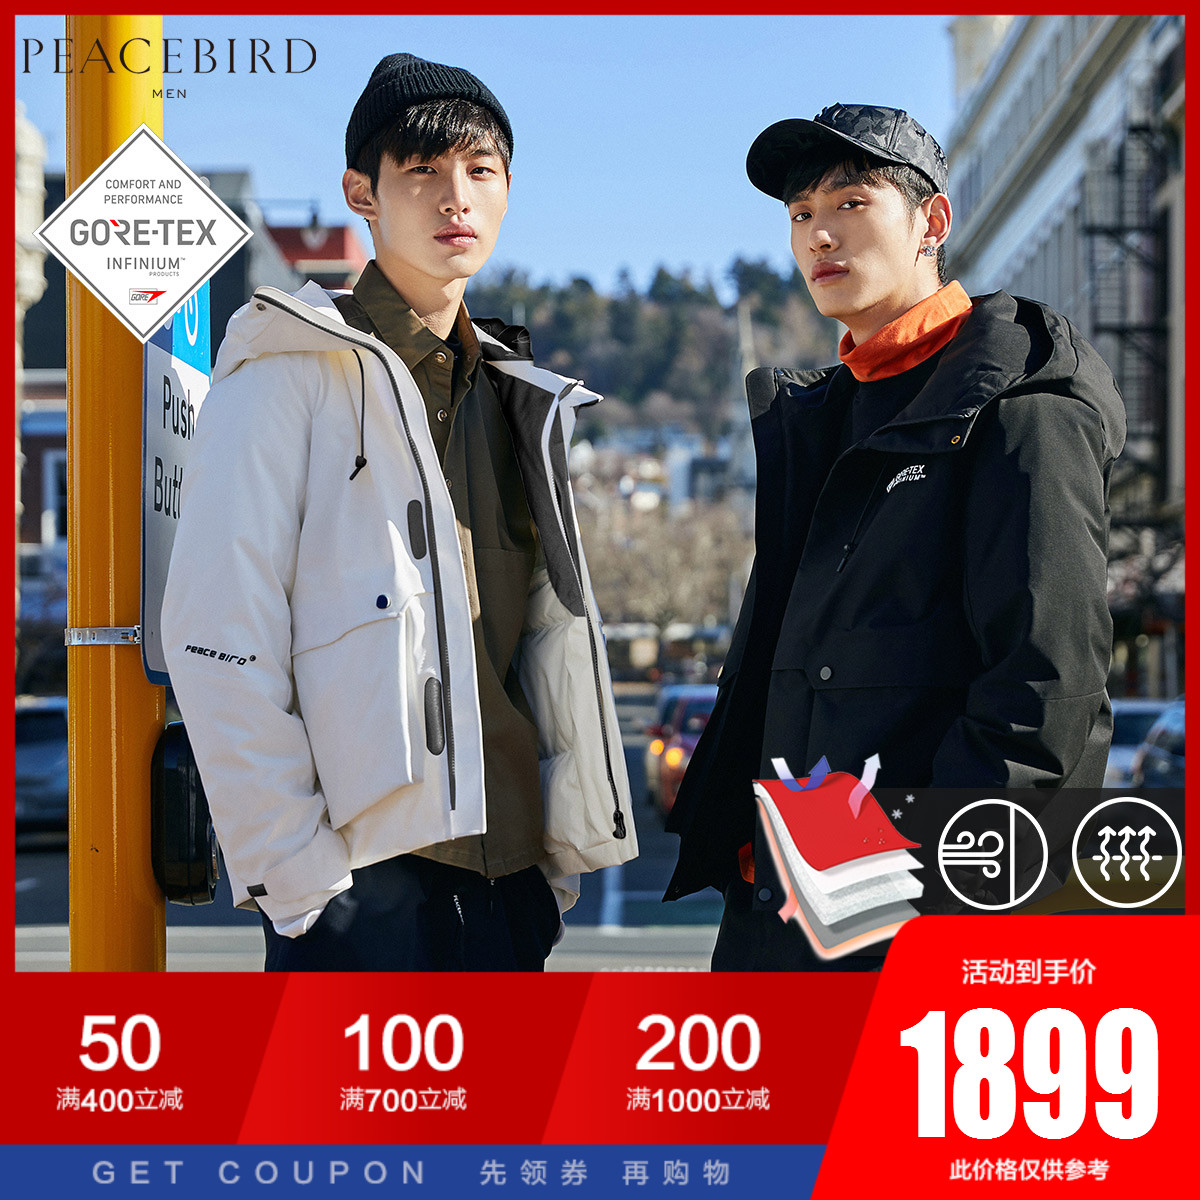 PEACEBIRD
MEN
COMFORT AND
PERFORMANCE
GORE-TEX
INFINIUM™
PRODUCTS
GORE
Push
Butt
Peace Bird®
GORE-TEX
INFINIUM™
50
满400立减
100
满700立减
200
满1000立减
活动到手价
1899
此价格仅供参考
GET COUPON 先领券 再购物